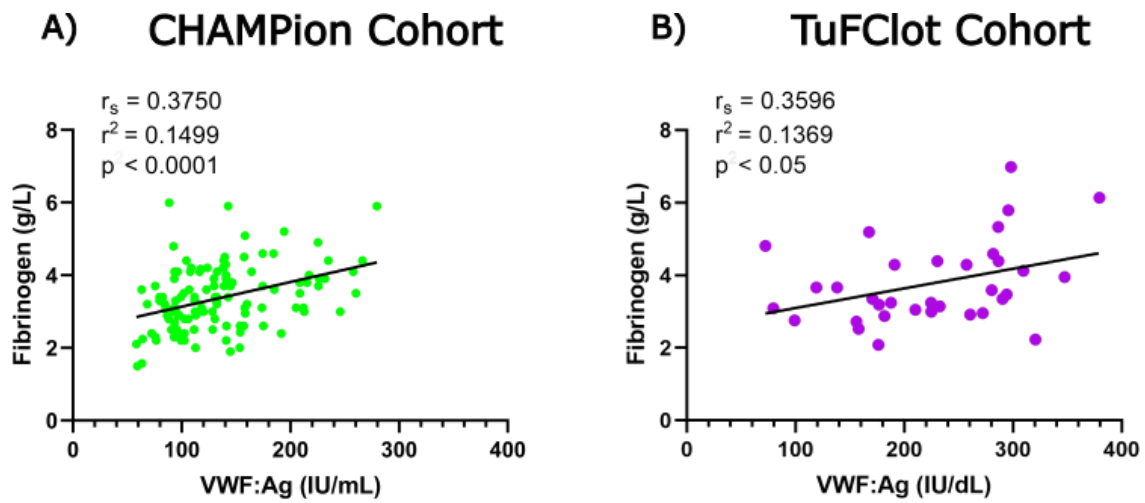 A) CHAMPion Cohort
r_s = 0.3750
r² = 0.1499
p < 0.0001
8
6
4
2
0
Fibrinogen (g/L)
0 100 200 300 400
VWF:Ag (IU/mL)
B) TuFClot Cohort
r_s = 0.3596
r² = 0.1369
p < 0.05
8
6
4
2
0
Fibrinogen (g/L)
0 100 200 300 400
VWF:Ag (IU/dL)